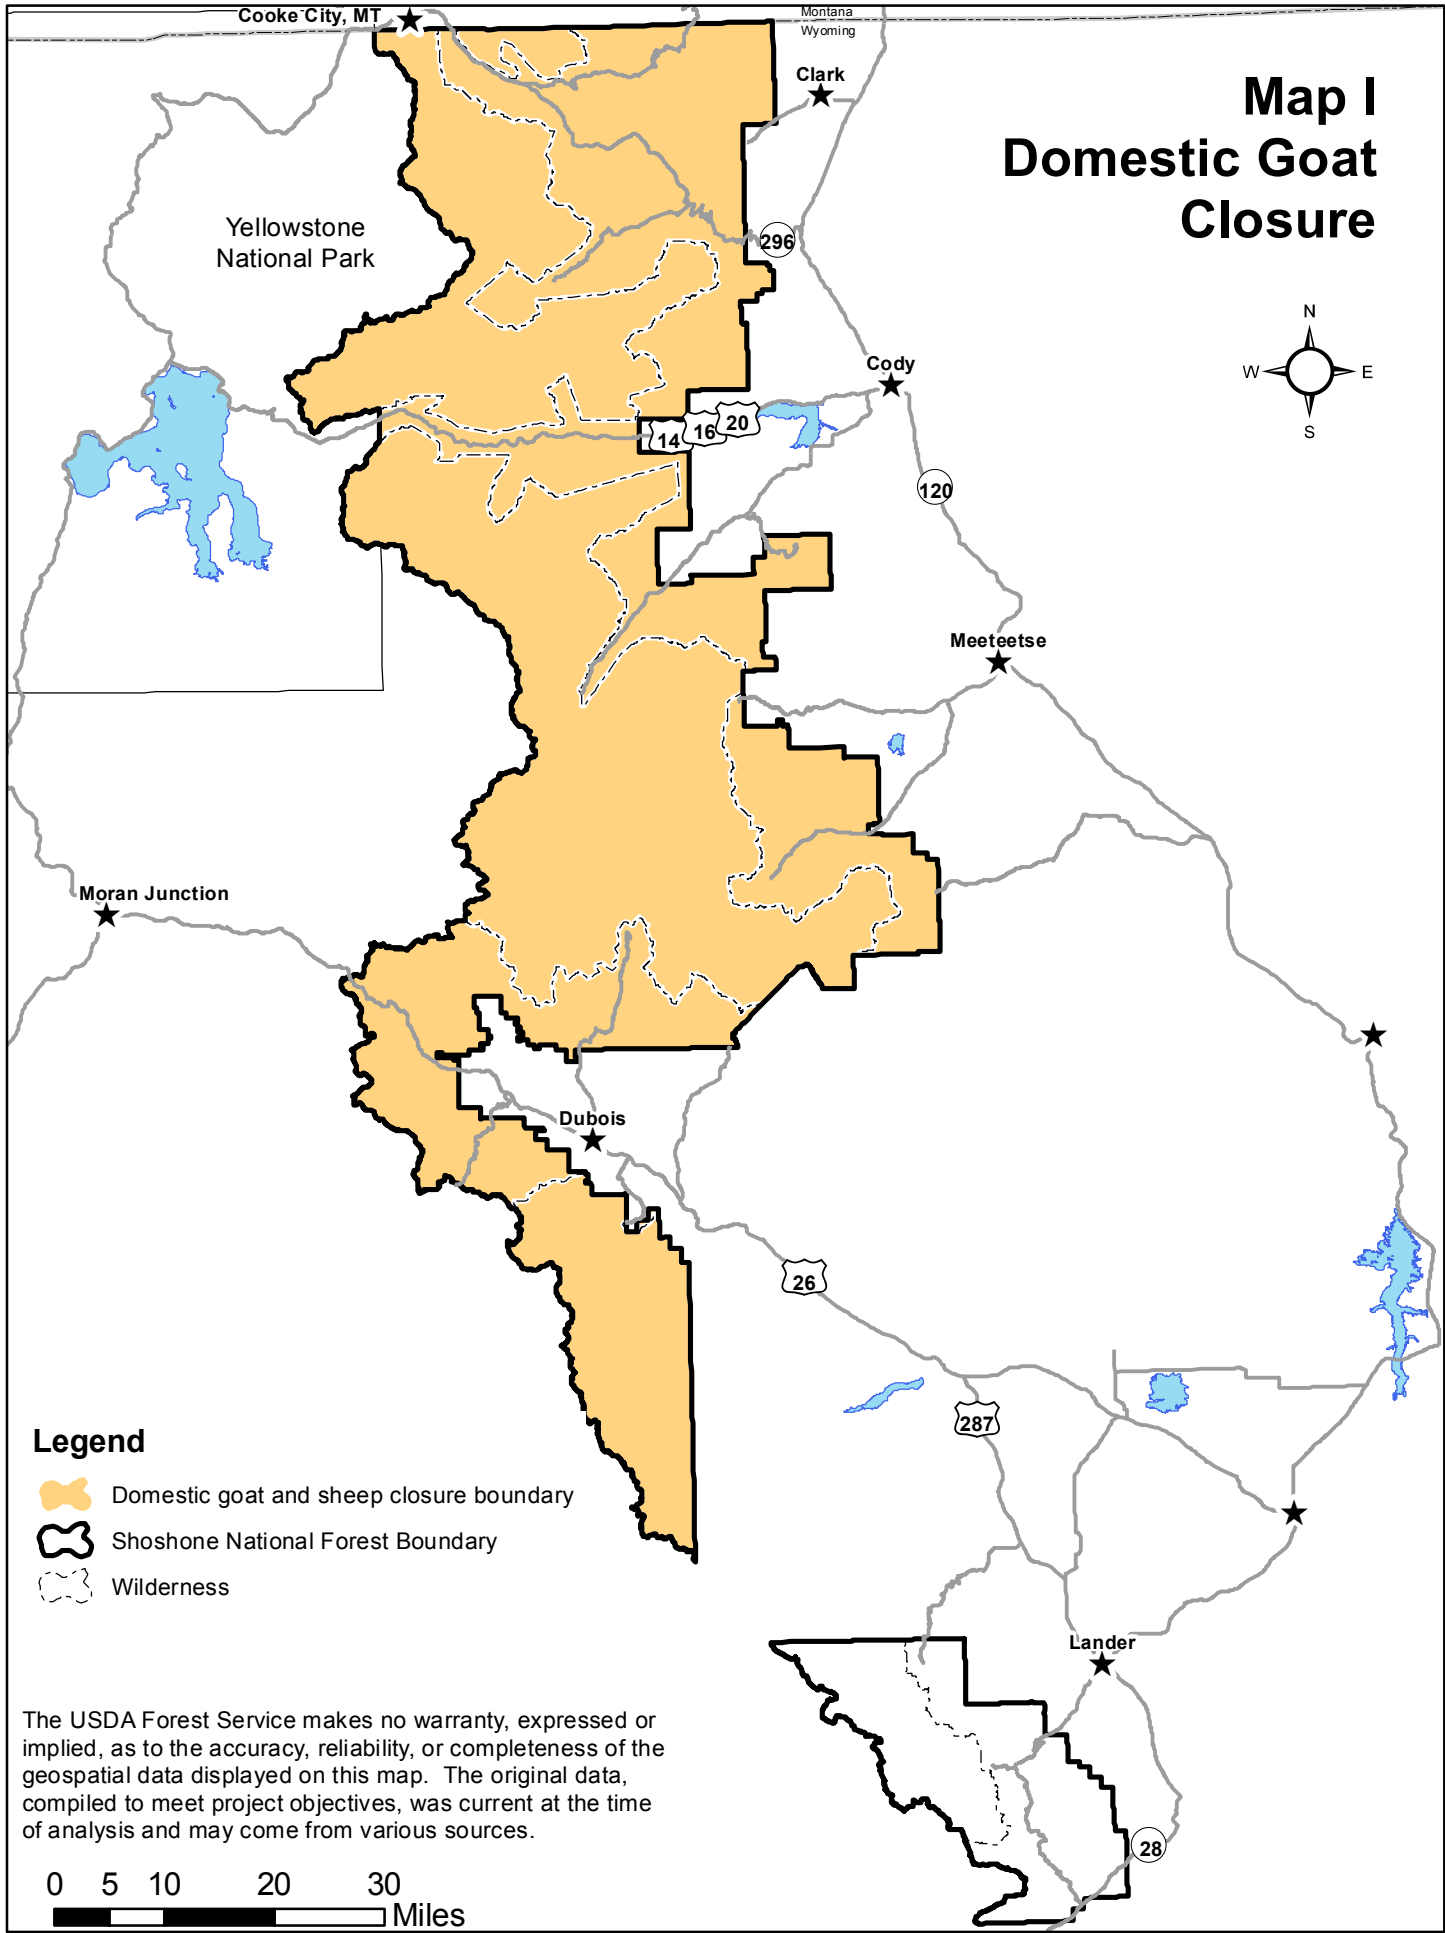 Cooke City, MT
Montana
Wyoming
Clark
Map I
Domestic Goat
Closure
Yellowstone
National Park
296
N
W
E
S
Cody
14
16
20
120
Meeteetse
Moran Junction
Dubois
26
287
Legend
Domestic goat and sheep closure boundary
Shoshone National Forest Boundary
Wilderness
Lander
The USDA Forest Service makes no warranty, expressed or
implied, as to the accuracy, reliability, or completeness of the
geospatial data displayed on this map. The original data,
compiled to meet project objectives, was current at the time
of analysis and may come from various sources.
28
0 5 10 20 30
Miles